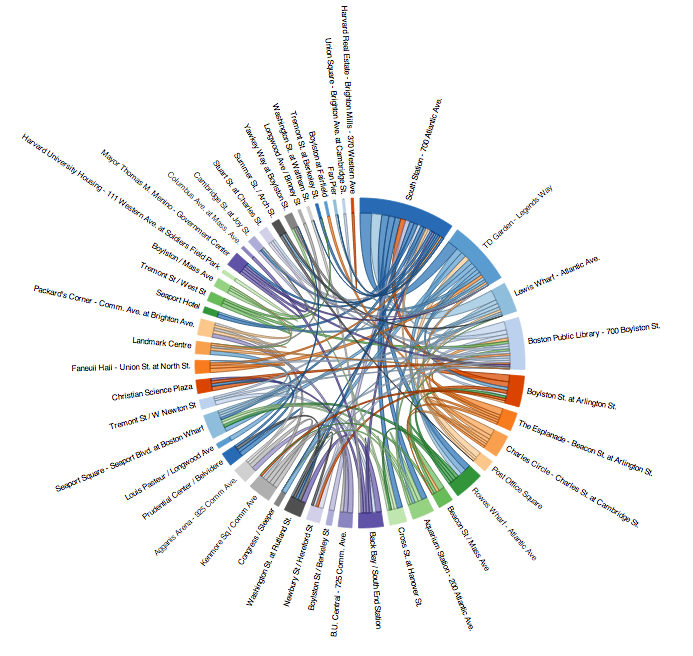 South Station - 700 Atlantic Ave.
TD Garden - Legends Way
Lewis Wharf - Atlantic Ave.
Boston Public Library - 700 Boylston St.
Boylston St. at Arlington St.
The Esplanade - Beacon St. at Arlington St.
Charles Circle - Charles St. at Cambridge St.
Post Office Square
Rowes Wharf - Atlantic Ave
Beacon St / Mass Ave
Aquarium Station - 200 Atlantic Ave.
Cross St. at Hanover St.
Back Bay / South End Station
B.U. Central - 725 Comm. Ave.
Boylston St / Berkeley St
Newbury St / Hereford St
Washington St. at Rutland St.
Congress / Sleeper
Kenmore Sq / Comm Ave
Agganis Arena - 925 Comm Ave.
Prudential Center / Belvidere
Louis Pasteur / Longwood Ave
Seaport Square - Seaport Blvd. at Boston Wharf
Tremont St / W Newton St
Christian Science Plaza
Faneuil Hall - Union St. at North St.
Landmark Centre
Packard's Corner - Comm. Ave. at Brighton Ave.
Seaport Hotel
Tremont St / West St
Boylston / Mass Ave
Harvard University Housing - 111 Western Ave. at Soldiers Field Park
Mayor Thomas M. Menino - Government Center
Columbus Ave. at Mass. Ave.
Cambridge St. at Joy St.
Stuart St. at Charles St.
Summer St. / Arch St.
Yawkey Way at Boylston St.
Longwood Ave / Binney St
Washington St. at Waltham St.
Tremont St. at Berkeley St.
Boylston at Fairfield
Fan Pier
Union Square - Brighton Ave. at Cambridge St.
Harvard Real Estate - Brighton Mills - 370 Western Ave